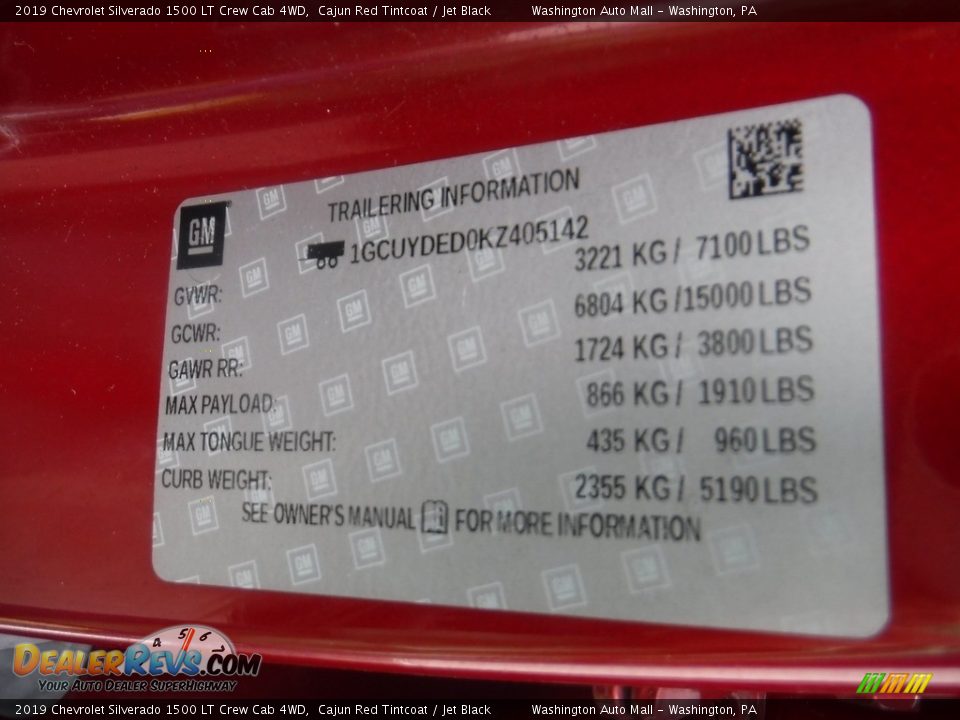 2019 Chevrolet Silverado 1500 LT Crew Cab 4WD,  Cajun Red Tintcoat / Jet Black     Washington Auto Mall - Washington, PA
GM
TRAILERING INFORMATION
1GCUYDED0KZ405142
GVWR: 3221 KG / 7100 LBS
GCWR: 6804 KG /15000 LBS
GAWR RR: 1724 KG / 3800 LBS
MAX PAYLOAD: 866 KG / 1910 LBS
MAX TONGUE WEIGHT: 435 KG / 960 LBS
CURB WEIGHT: 2355 KG / 5190 LBS
SEE OWNER'S MANUAL FOR MORE INFORMATION
4 5 6 7
DEALERREVS.COM
YOUR AUTO DEALER SUPERHIGHWAY
2019 Chevrolet Silverado 1500 LT Crew Cab 4WD,  Cajun Red Tintcoat / Jet Black     Washington Auto Mall - Washington, PA